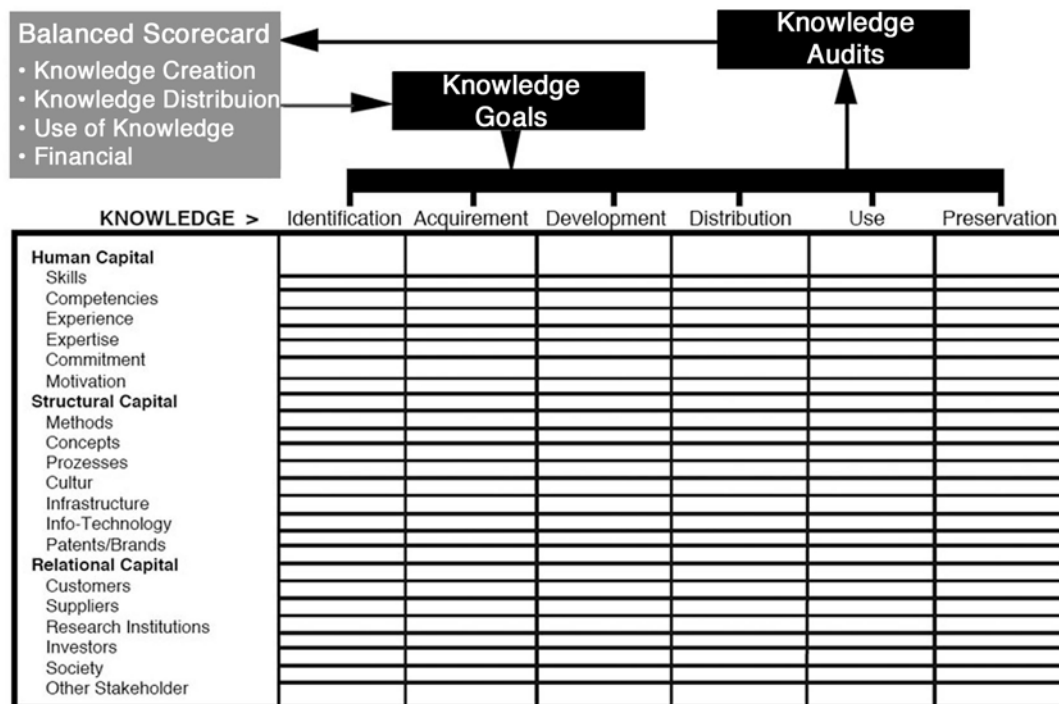 Balanced Scorecard
• Knowledge Creation
• Knowledge Distribuion
• Use of Knowledge
• Financial
Knowledge
Audits
Knowledge
Goals
KNOWLEDGE > Identification Acquirement Development Distribution Use Preservation
Human Capital
Skills
Competencies
Experience
Expertise
Commitment
Motivation
Structural Capital
Methods
Concepts
Prozesses
Cultur
Infrastructure
Info-Technology
Patents/Brands
Relational Capital
Customers
Suppliers
Research Institutions
Investors
Society
Other Stakeholder